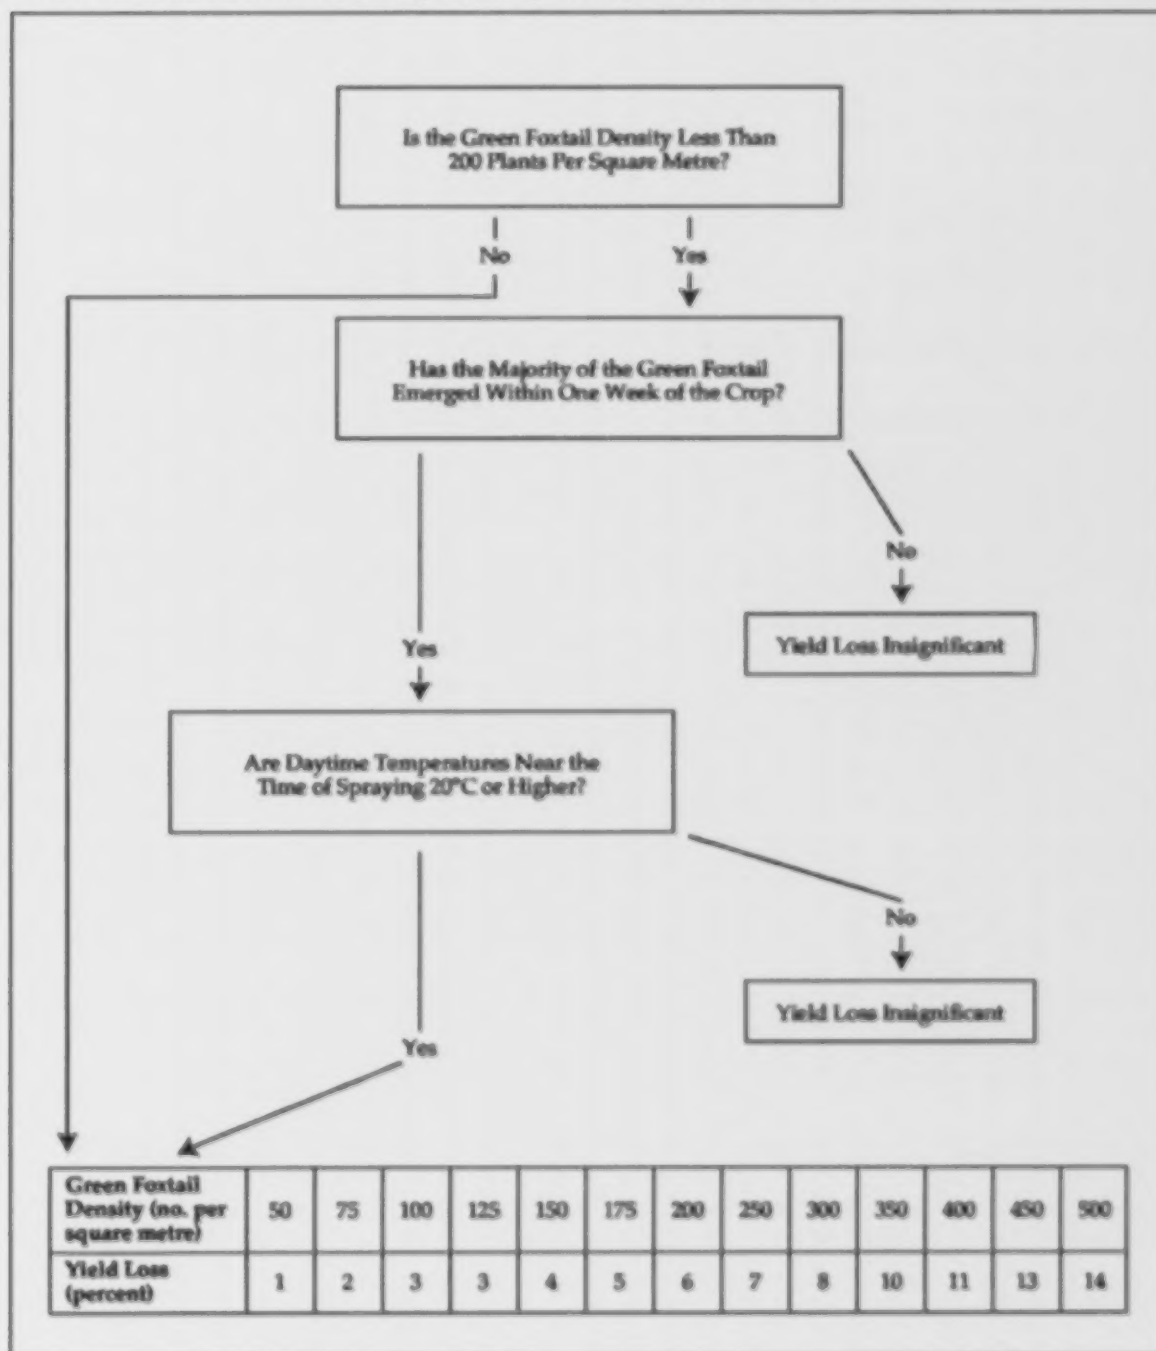 Is the Green Foxtail Density Less Than
200 Plants Per Square Metre?
No
Yes
Has the Majority of the Green Foxtail
Emerged Within One Week of the Crop?
No
Yield Loss Insignificant
Yes
Are Daytime Temperatures Near the
Time of Spraying 20°C or Higher?
No
Yield Loss Insignificant
Yes
Green Foxtail
Density (no. per
square metre)
50 75 100 125 150 175 200 250 300 350 400 450 500
Yield Loss
(percent)
1 2 3 3 4 5 6 7 8 10 11 13 14